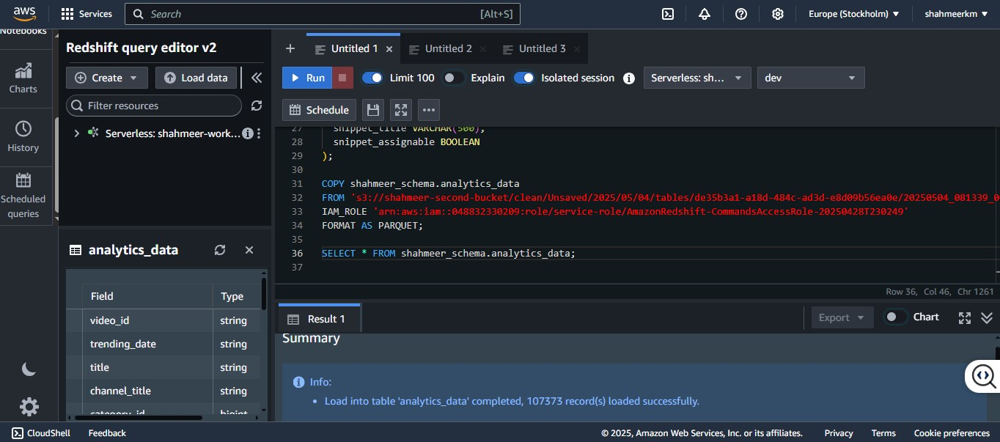 aws
Services
Search
[Alt+S]
Europe (Stockholm)
shahmeerkm
Notebooks
Charts
History
Scheduled
queries
Redshift query editor v2
Create
Load data
Filter resources
Serverless: shahmeer-work...
analytics_data
Field Type
video_id string
trending_date string
title string
channel_title string
category_id bigint
Untitled 1
Untitled 2
Untitled 3
Run
Limit 100
Explain
Isolated session
Serverless: sh...
dev
Schedule
27 snippet_title VARCHAR(500),
28 snippet_assignable BOOLEAN
29 );
30
31 COPY shahmeer_schema.analytics_data
32 FROM 's3://shahmeer-second-bucket/clean/Unsaved/2025/05/04/tables/de35b3a1-a18d-484c-ad3d-e8d09b56ea0e/20250504_081339_0
33 IAM_ROLE 'arn:aws:iam::048832330209:role/service-role/AmazonRedshift-CommandsAccessRole-20250428T230249'
34 FORMAT AS PARQUET;
35
36 SELECT * FROM shahmeer_schema.analytics_data;
37
Row 36, Col 46, Chr 1261
Result 1
Export
Chart
Summary
Info:
• Load into table 'analytics_data' completed, 107373 record(s) loaded successfully.
CloudShell
Feedback
© 2025, Amazon Web Services, Inc. or its affiliates.
Privacy
Terms
Cookie preferences